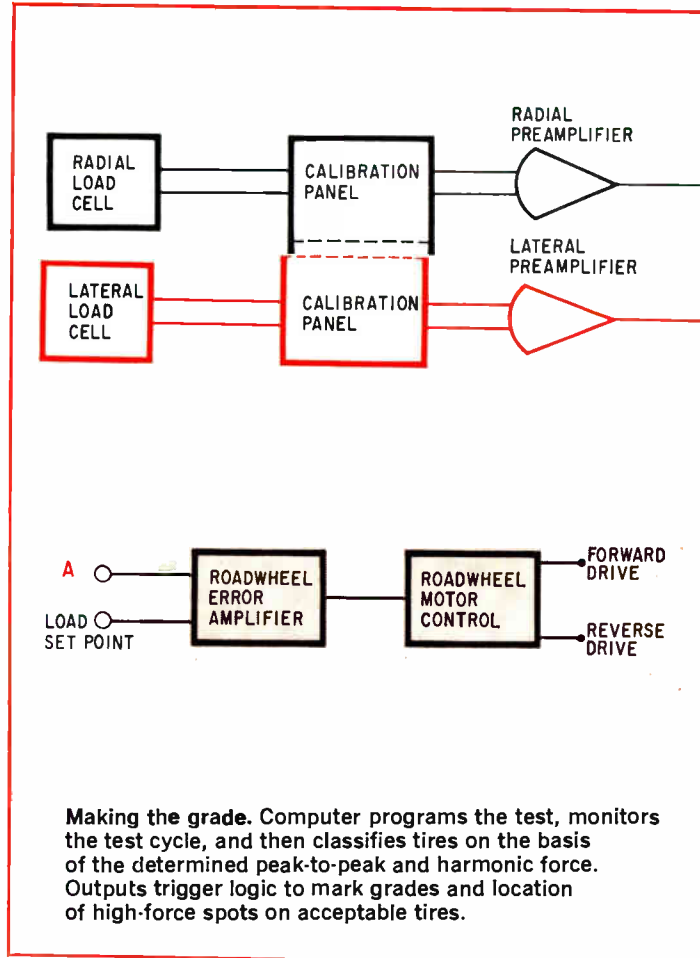 RADIAL
PREAMPLIFIER
RADIAL
LOAD
CELL
CALIBRATION
PANEL
LATERAL
PREAMPLIFIER
LATERAL
LOAD
CELL
CALIBRATION
PANEL
A
LOAD
SET POINT
ROADWHEEL
ERROR
AMPLIFIER
ROADWHEEL
MOTOR
CONTROL
FORWARD
DRIVE
REVERSE
DRIVE
Making the grade. Computer programs the test, monitors
the test cycle, and then classifies tires on the basis
of the determined peak-to-peak and harmonic force.
Outputs trigger logic to mark grades and location
of high-force spots on acceptable tires.